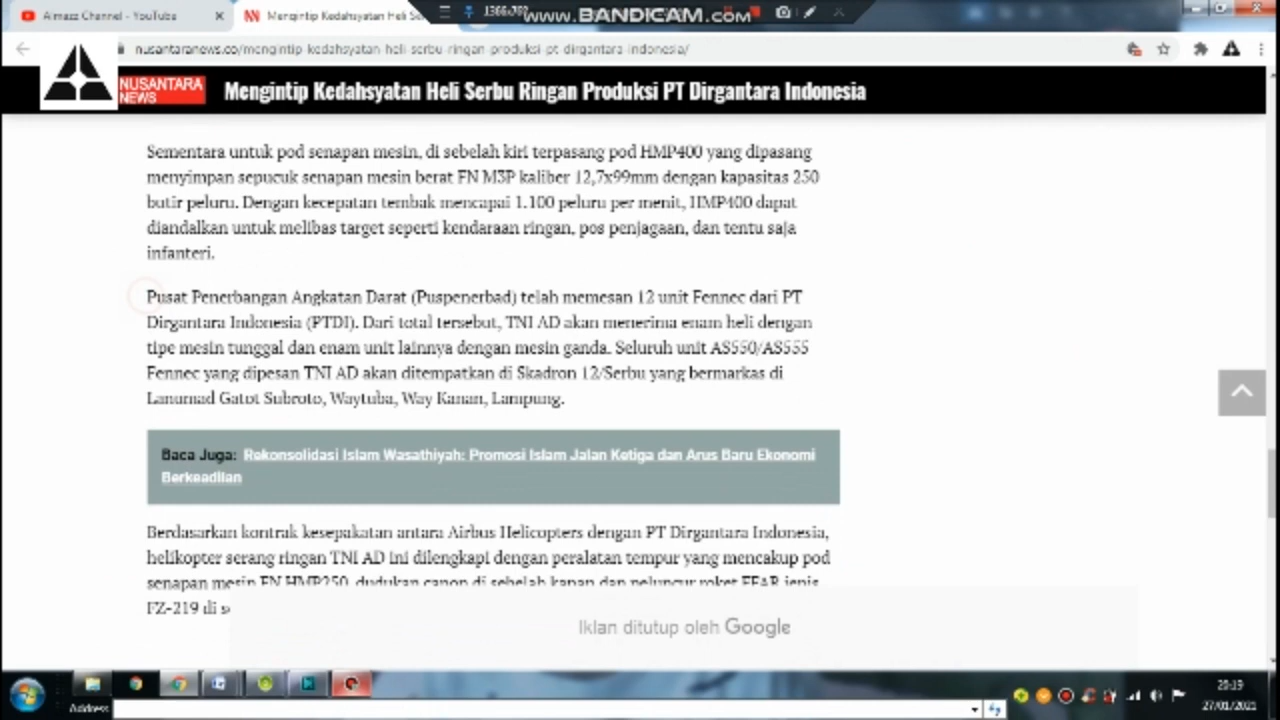 Aimazz Channel - YouTube
Mengintip Kedahsyatan Heli Se
1366x768
www.BANDICAM.com
nusantaranews.co/mengintip-kedahsyatan-heli-serbu-ringan-produksi-pt-dirgantara-indonesia/
NUSANTARA
NEWS
Mengintip Kedahsyatan Heli Serbu Ringan Produksi PT Dirgantara Indonesia
Sementara untuk pod senapan mesin, di sebelah kiri terpasang pod HMP400 yang dipasang
menyimpan sepucuk senapan mesin berat FN M3P kaliber 12,7x99mm dengan kapasitas 250
butir peluru. Dengan kecepatan tembak mencapai 1.100 peluru per menit, HMP400 dapat
diandalkan untuk melibas target seperti kendaraan ringan, pos penjagaan, dan tentu saja
infanteri.
Pusat Penerbangan Angkatan Darat (Puspenerbad) telah memesan 12 unit Fennec dari PT
Dirgantara Indonesia (PTDI). Dari total tersebut, TNI AD akan menerima enam heli dengan
tipe mesin tunggal dan enam unit lainnya dengan mesin ganda. Seluruh unit AS550/AS555
Fennec yang dipesan TNI AD akan ditempatkan di Skadron 12/Serbu yang bermarkas di
Lanumad Gatot Subroto, Waytuba, Way Kanan, Lampung.
Baca Juga: Rekonsolidasi Islam Wasathiyah: Promosi Islam Jalan Ketiga dan Arus Baru Ekonomi
Berkeadilan
Berdasarkan kontrak kesepakatan antara Airbus Helicopters dengan PT Dirgantara Indonesia,
helikopter serang ringan TNI AD ini dilengkapi dengan peralatan tempur yang mencakup pod
senapan mesin FN HMP250, dudukan canon di sebelah kanan dan peluncur roket FFAR jenis
FZ-219 di s
Iklan ditutup oleh Google
Address
20:19
27/01/2021